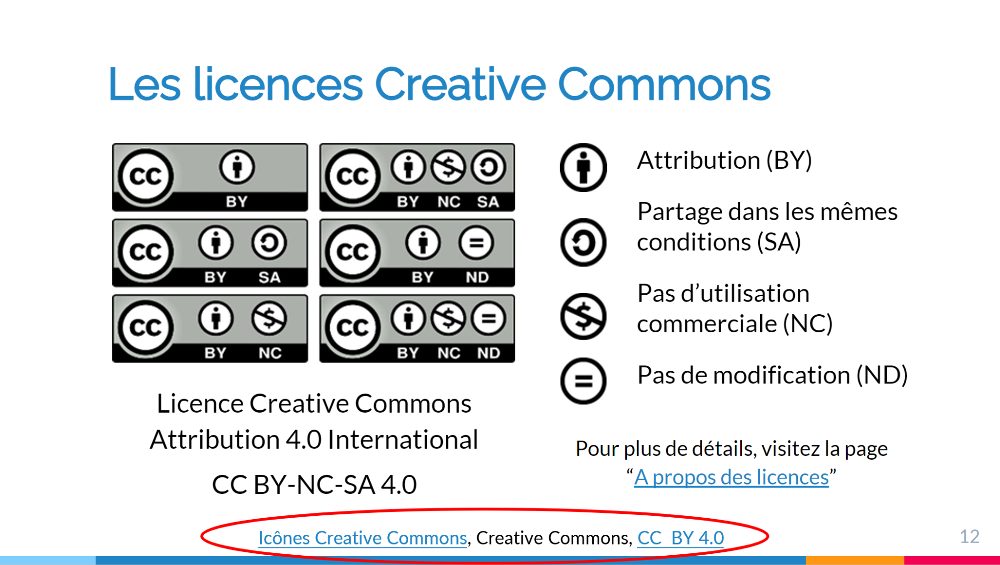 Les licences Creative Commons
CC BY
CC BY NC SA
CC BY SA
CC BY ND
CC BY NC
CC BY NC ND
Licence Creative Commons
Attribution 4.0 International
CC BY-NC-SA 4.0
Attribution (BY)
Partage dans les mêmes
conditions (SA)
$
Pas d’utilisation
commerciale (NC)
=
Pas de modification (ND)
Pour plus de détails, visitez la page
“A propos des licences”
Icônes Creative Commons, Creative Commons, CC  BY 4.0
12